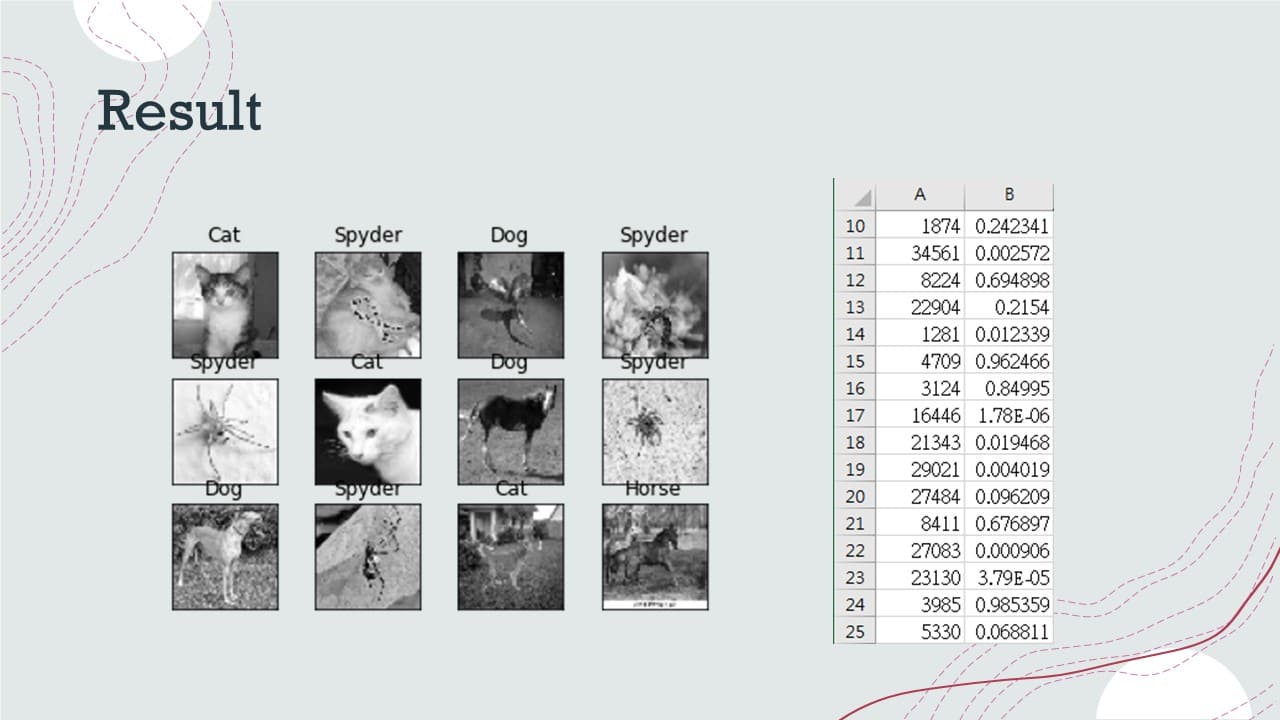 Result
Cat Spyder Dog Spyder
Spyder Cat Dog Spyder
Dog Spyder Cat Horse
A B
10 1874 0.242341
11 34561 0.002572
12 8224 0.694898
13 22904 0.2154
14 1281 0.012339
15 4709 0.962466
16 3124 0.84995
17 16446 1.78E-06
18 21343 0.019468
19 29021 0.004019
20 27484 0.096209
21 8411 0.676897
22 27083 0.000906
23 23130 3.79E-05
24 3985 0.985359
25 5330 0.068811